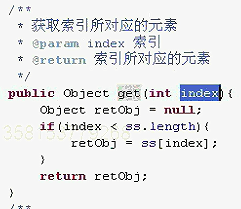 /**
* 获取索引所对应的元素
* @param index 索引
* @return 索引所对应的元素
*/
public Object get(int index){
Object retObj = null;
if(index < ss.length){
retObj = ss[index];
}
return retObj;
}
/**